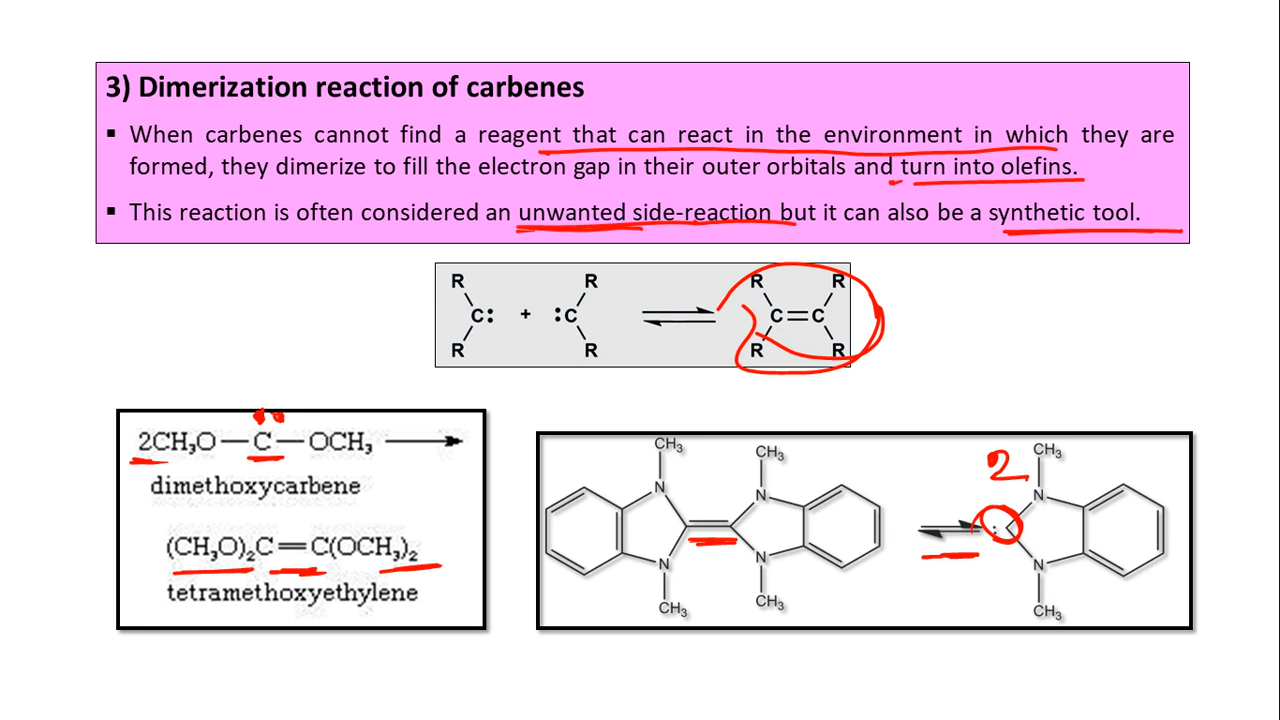 3) Dimerization reaction of carbenes
▪ When carbenes cannot find a reagent that can react in the environment in which they are
formed, they dimerize to fill the electron gap in their outer orbitals and turn into olefins.
▪ This reaction is often considered an unwanted side-reaction but it can also be a synthetic tool.
R R R R
C: + :C C=C
R R R R
2CH₃O—C—OCH₃
dimethoxycarbene
(CH₃O)₂C=C(OCH₃)₂
tetramethoxyethylene
CH₃ CH₃ 2 CH₃
N N N
:
N N N
CH₃ CH₃ CH₃